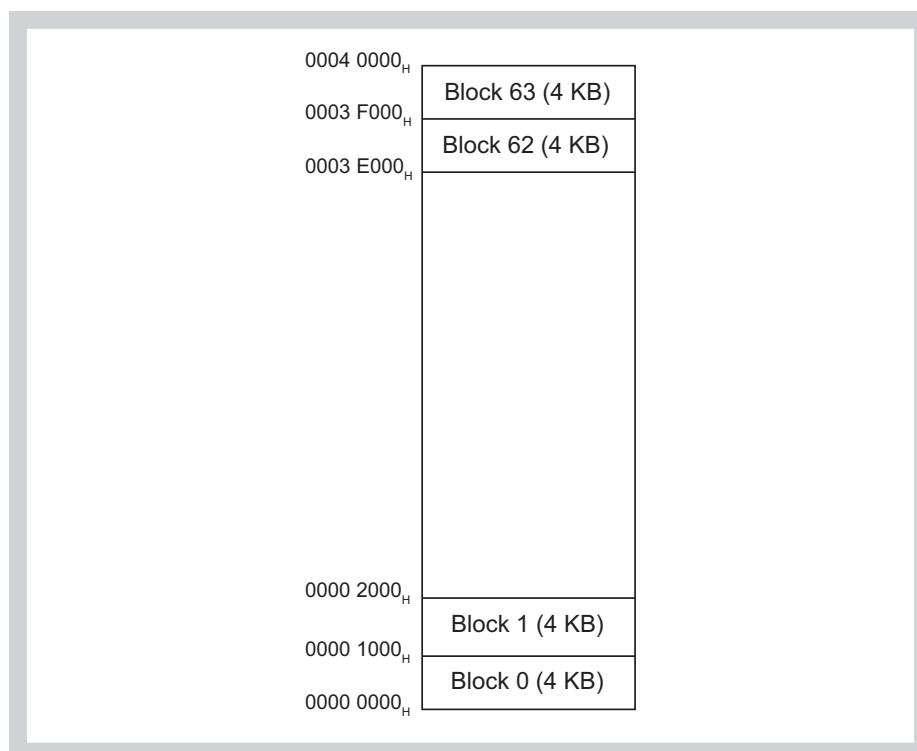 0004 0000H
Block 63 (4 KB)
0003 F000H
Block 62 (4 KB)
0003 E000H
0000 2000H
Block 1 (4 KB)
0000 1000H
Block 0 (4 KB)
0000 0000H